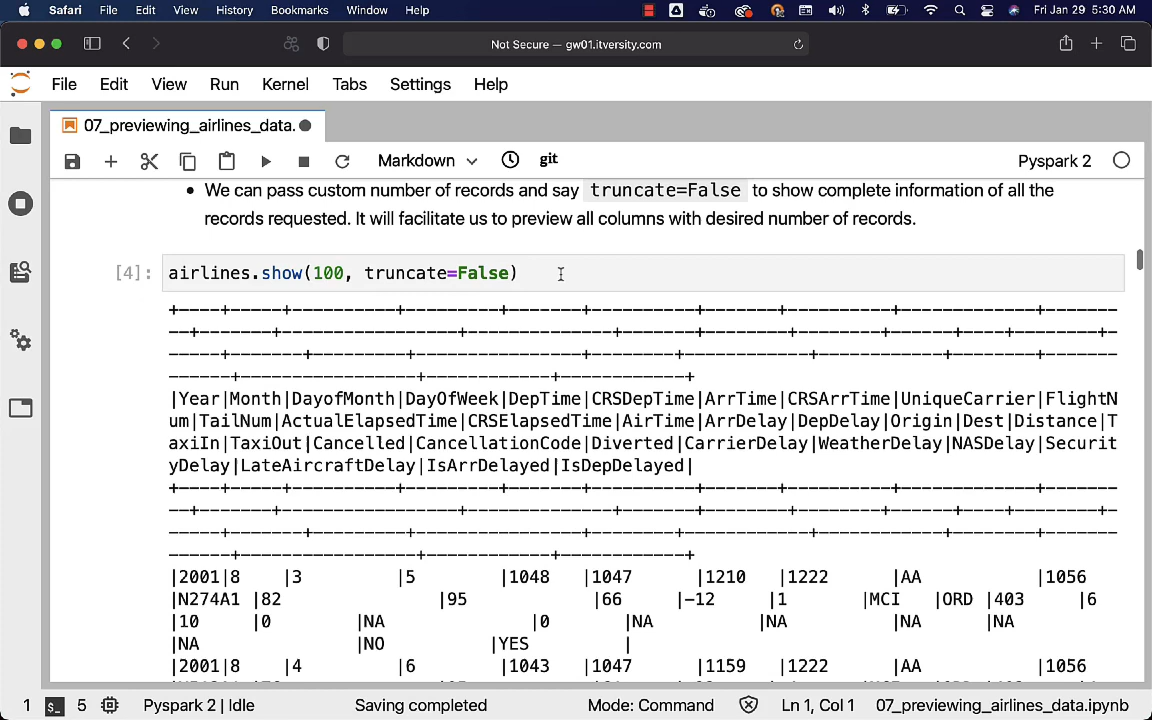 Safari File Edit View History Bookmarks Window Help Fri Jan 29 5:30 AM
Not Secure — gw01.itversity.com
File Edit View Run Kernel Tabs Settings Help
07_previewing_airlines_data.
Markdown git Pyspark 2
• We can pass custom number of records and say truncate=False to show complete information of all the
records requested. It will facilitate us to preview all columns with desired number of records.
[4]: airlines.show(100, truncate=False)
+----+-----+----------+---------+-------+----------+-------+----------+-------------+-------
--+-------+-----------------+--------------+-------+--------+--------+------+----+--------+-
------+-------+---------+----------------+--------+------------+------------+--------+-------
------+-----------------+------------+------------+
|Year|Month|DayofMonth|DayOfWeek|DepTime|CRSDepTime|ArrTime|CRSArrTime|UniqueCarrier|FlightN
um|TailNum|ActualElapsedTime|CRSElapsedTime|AirTime|ArrDelay|DepDelay|Origin|Dest|Distance|T
axiIn|TaxiOut|Cancelled|CancellationCode|Diverted|CarrierDelay|WeatherDelay|NASDelay|Securit
yDelay|LateAircraftDelay|IsArrDelayed|IsDepDelayed|
+----+-----+----------+---------+-------+----------+-------+----------+-------------+-------
--+-------+-----------------+--------------+-------+--------+--------+------+----+--------+-
------+-------+---------+----------------+--------+------------+------------+--------+-------
------+-----------------+------------+------------+
|2001|8 |3 |5 |1048 |1047 |1210 |1222 |AA |1056
|N274A1 |82 |95 |66 |-12 |1 |MCI |ORD |403 |6
|10 |0 |NA |0 |NA |NA |NA |NA
|NA |NO |YES |
|2001|8 |4 |6 |1043 |1047 |1159 |1222 |AA |1056
1 5 Pyspark 2 | Idle Saving completed Mode: Command Ln 1, Col 1 07_previewing_airlines_data.ipynb